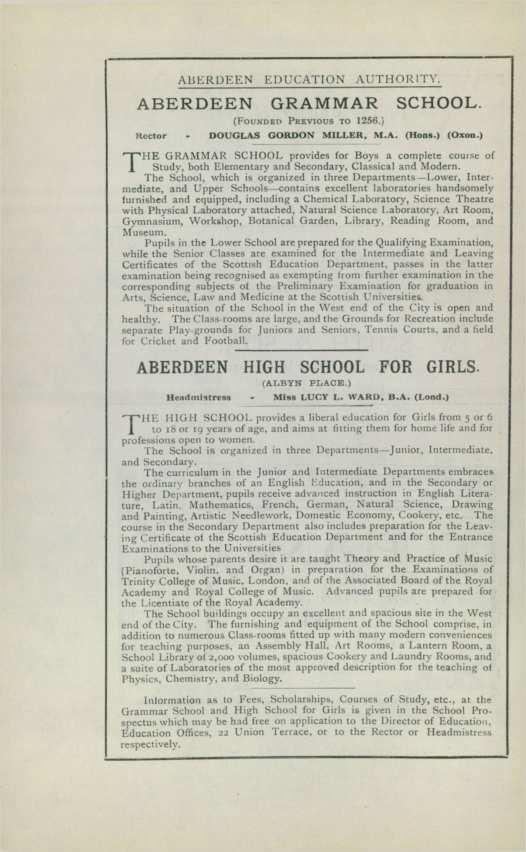 ABERDEEN EDUCATION AUTHORITY.
ABERDEEN GRAMMAR SCHOOL.
(FOUNDED PREVIOUS TO 1256.)
Rector - DOUGLAS GORDON MILLER, M.A. (Hons.) (Oxon.)
THE GRAMMAR SCHOOL provides for Boys a complete course of
Study, both Elementary and Secondary, Classical and Modern.
The School, which is organized in three Departments—Lower, Inter-
mediate, and Upper Schools—contains excellent laboratories handsomely
furnished and equipped, including a Chemical Laboratory, Science Theatre
with Physical Laboratory attached, Natural Science Laboratory, Art Room,
Gymnasium, Workshop, Botanical Garden, Library, Reading Room, and
Museum.
Pupils in the Lower School are prepared for the Qualifying Examination,
while the Senior Classes are examined for the Intermediate and Leaving
Certificates of the Scottish Education Department, passes in the latter
examination being recognised as exempting from further examination in the
corresponding subjects of the Preliminary Examination for graduation in
Arts, Science, Law and Medicine at the Scottish Universities.
The situation of the School in the West end of the City is open and
healthy. The Class-rooms are large, and the Grounds for Recreation include
separate Play-grounds for Juniors and Seniors, Tennis Courts, and a field
for Cricket and Football.
ABERDEEN HIGH SCHOOL FOR GIRLS.
(ALBYN PLACE.)
Headmistress - Miss LUCY L. WARD, B.A. (Lond.)
THE HIGH SCHOOL provides a liberal education for Girls from 5 or 6
to 18 or 19 years of age, and aims at fitting them for home life and for
professions open to women.
The School is organized in three Departments—Junior, Intermediate,
and Secondary.
The curriculum in the Junior and Intermediate Departments embraces
the ordinary branches of an English Education, and in the Secondary or
Higher Department, pupils receive advanced instruction in English Litera-
ture, Latin, Mathematics, French, German, Natural Science, Drawing
and Painting, Artistic Needlework, Domestic Economy, Cookery, etc. The
course in the Secondary Department also includes preparation for the Leav-
ing Certificate of the Scottish Education Department and for the Entrance
Examinations to the Universities
Pupils whose parents desire it are taught Theory and Practice of Music
(Pianoforte, Violin, and Organ) in preparation for the Examinations of
Trinity College of Music, London, and of the Associated Board of the Royal
Academy and Royal College of Music. Advanced pupils are prepared for
the Licentiate of the Royal Academy.
The School buildings occupy an excellent and spacious site in the West
end of the City. The furnishing and equipment of the School comprise, in
addition to numerous Class-rooms fitted up with many modern conveniences
for teaching purposes, an Assembly Hall, Art Rooms, a Lantern Room, a
School Library of 2,000 volumes, spacious Cookery and Laundry Rooms, and
a suite of Laboratories of the most approved description for the teaching of
Physics, Chemistry, and Biology.
Information as to Fees, Scholarships, Courses of Study, etc., at the
Grammar School and High School for Girls is given in the School Pro-
spectus which may be had free on application to the Director of Education,
Education Offices, 22 Union Terrace, or to the Rector or Headmistress
respectively.